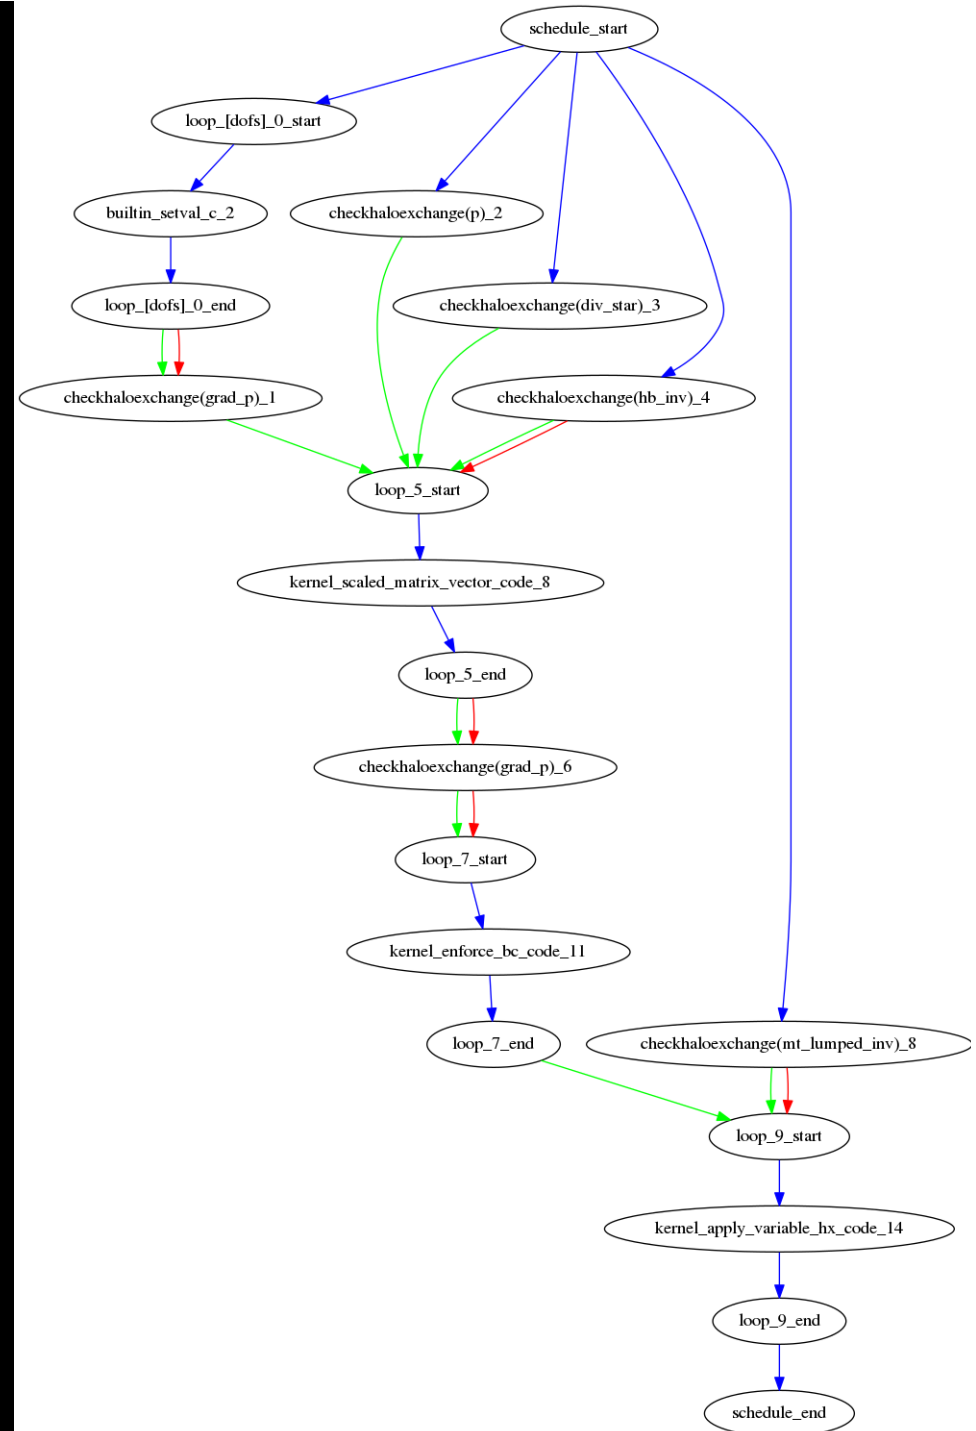 schedule_start
loop_[dofs]_0_start
builtin_setval_c_2
checkhaloexchange(p)_2
loop_[dofs]_0_end
checkhaloexchange(div_star)_3
checkhaloexchange(grad_p)_1
checkhaloexchange(hb_inv)_4
loop_5_start
kernel_scaled_matrix_vector_code_8
loop_5_end
checkhaloexchange(grad_p)_6
loop_7_start
kernel_enforce_bc_code_11
loop_7_end
checkhaloexchange(mt_lumped_inv)_8
loop_9_start
kernel_apply_variable_hx_code_14
loop_9_end
schedule_end